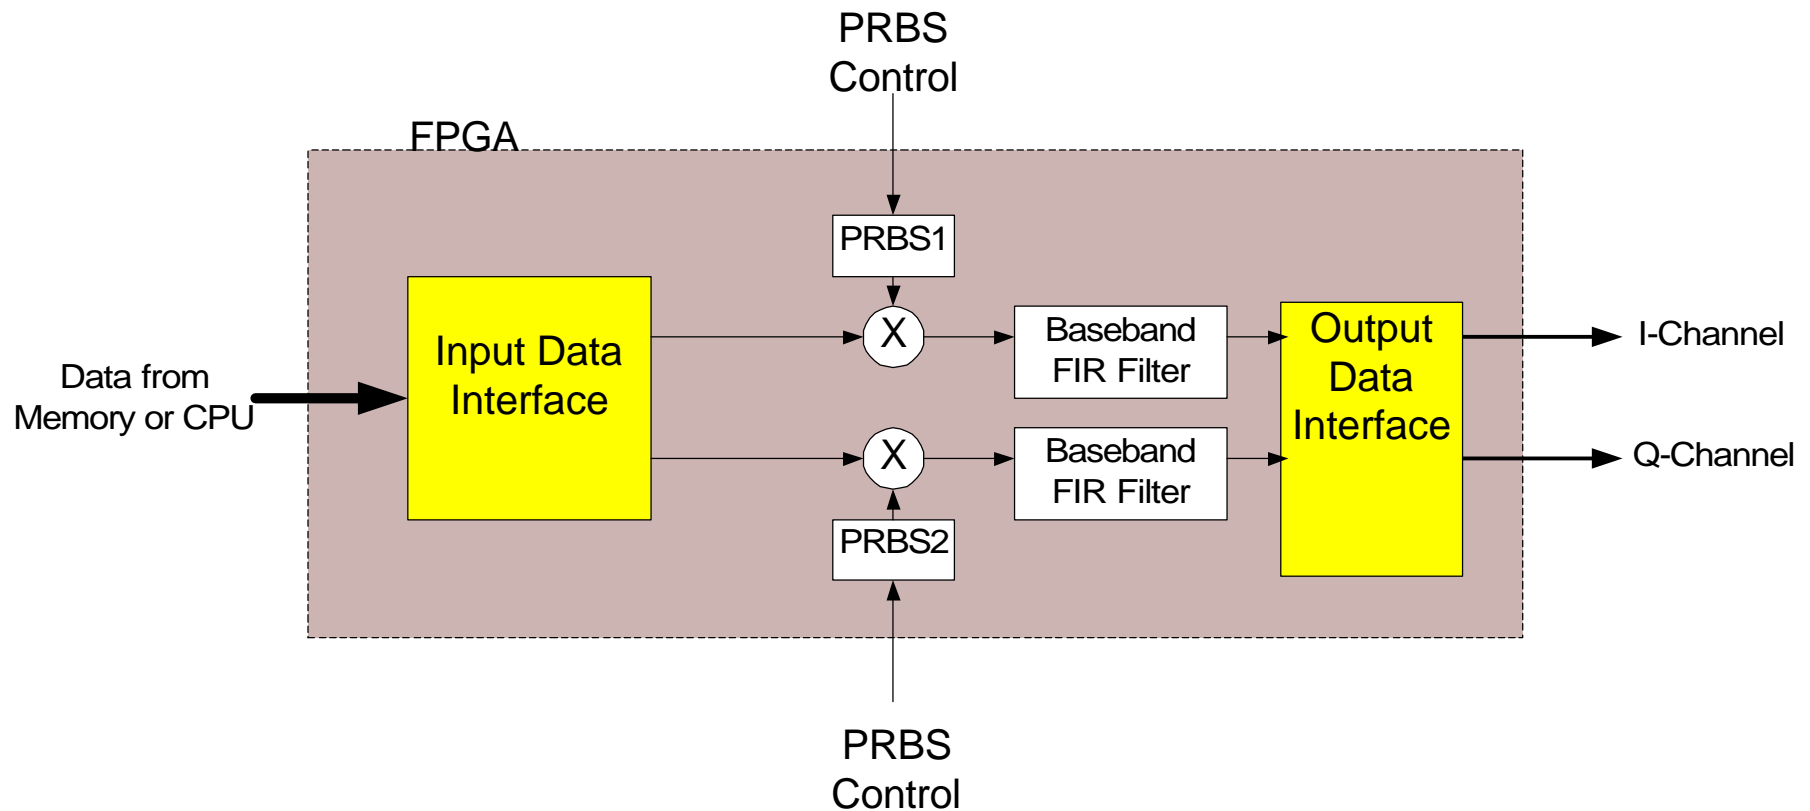 PRBS
Control
FPGA
PRBS1
Input Data
Interface
X
Baseband
FIR Filter
Output
Data
Interface
I-Channel
Data from
Memory or CPU
X
Baseband
FIR Filter
Q-Channel
PRBS2
PRBS
Control